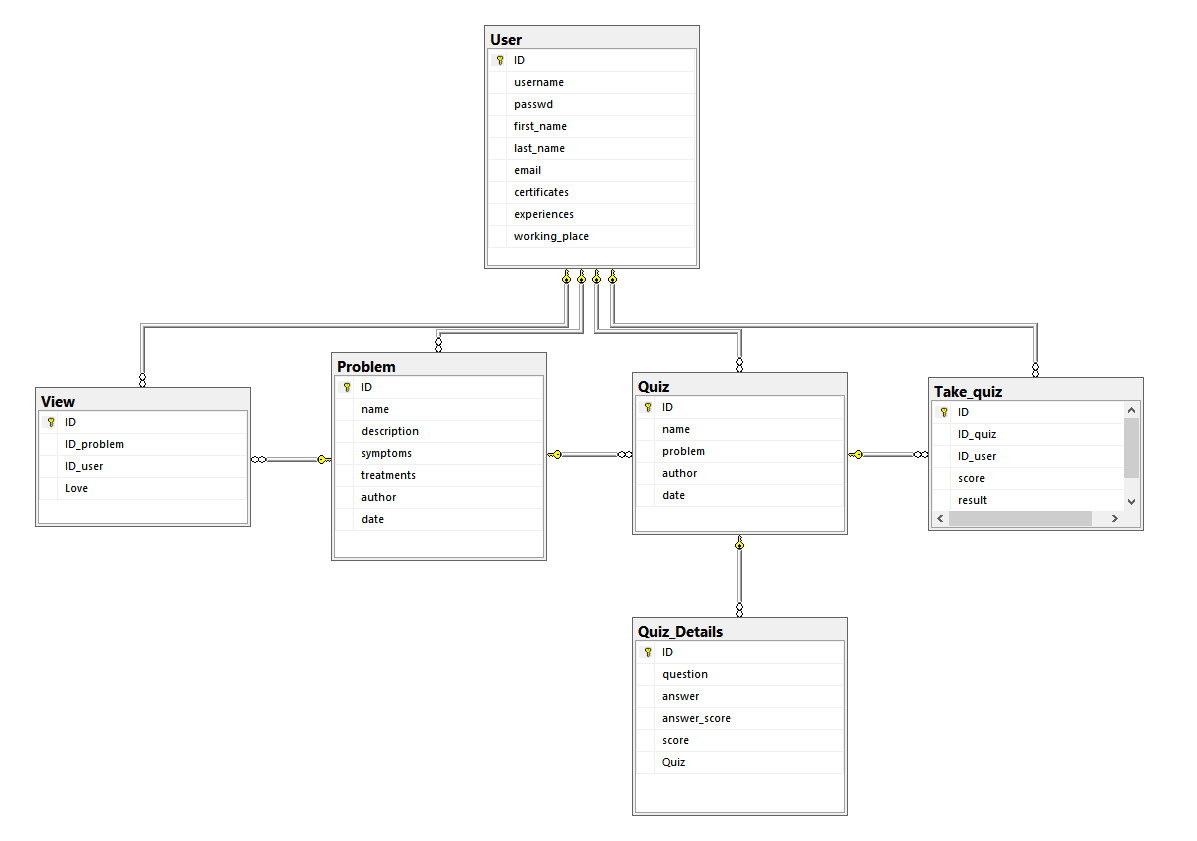 User
ID
username
passwd
first_name
last_name
email
certificates
experiences
working_place
View
ID
ID_problem
ID_user
Love
Problem
ID
name
description
symptoms
treatments
author
date
Quiz
ID
name
problem
author
date
Take_quiz
ID
ID_quiz
ID_user
score
result
Quiz_Details
ID
question
answer
answer_score
score
Quiz